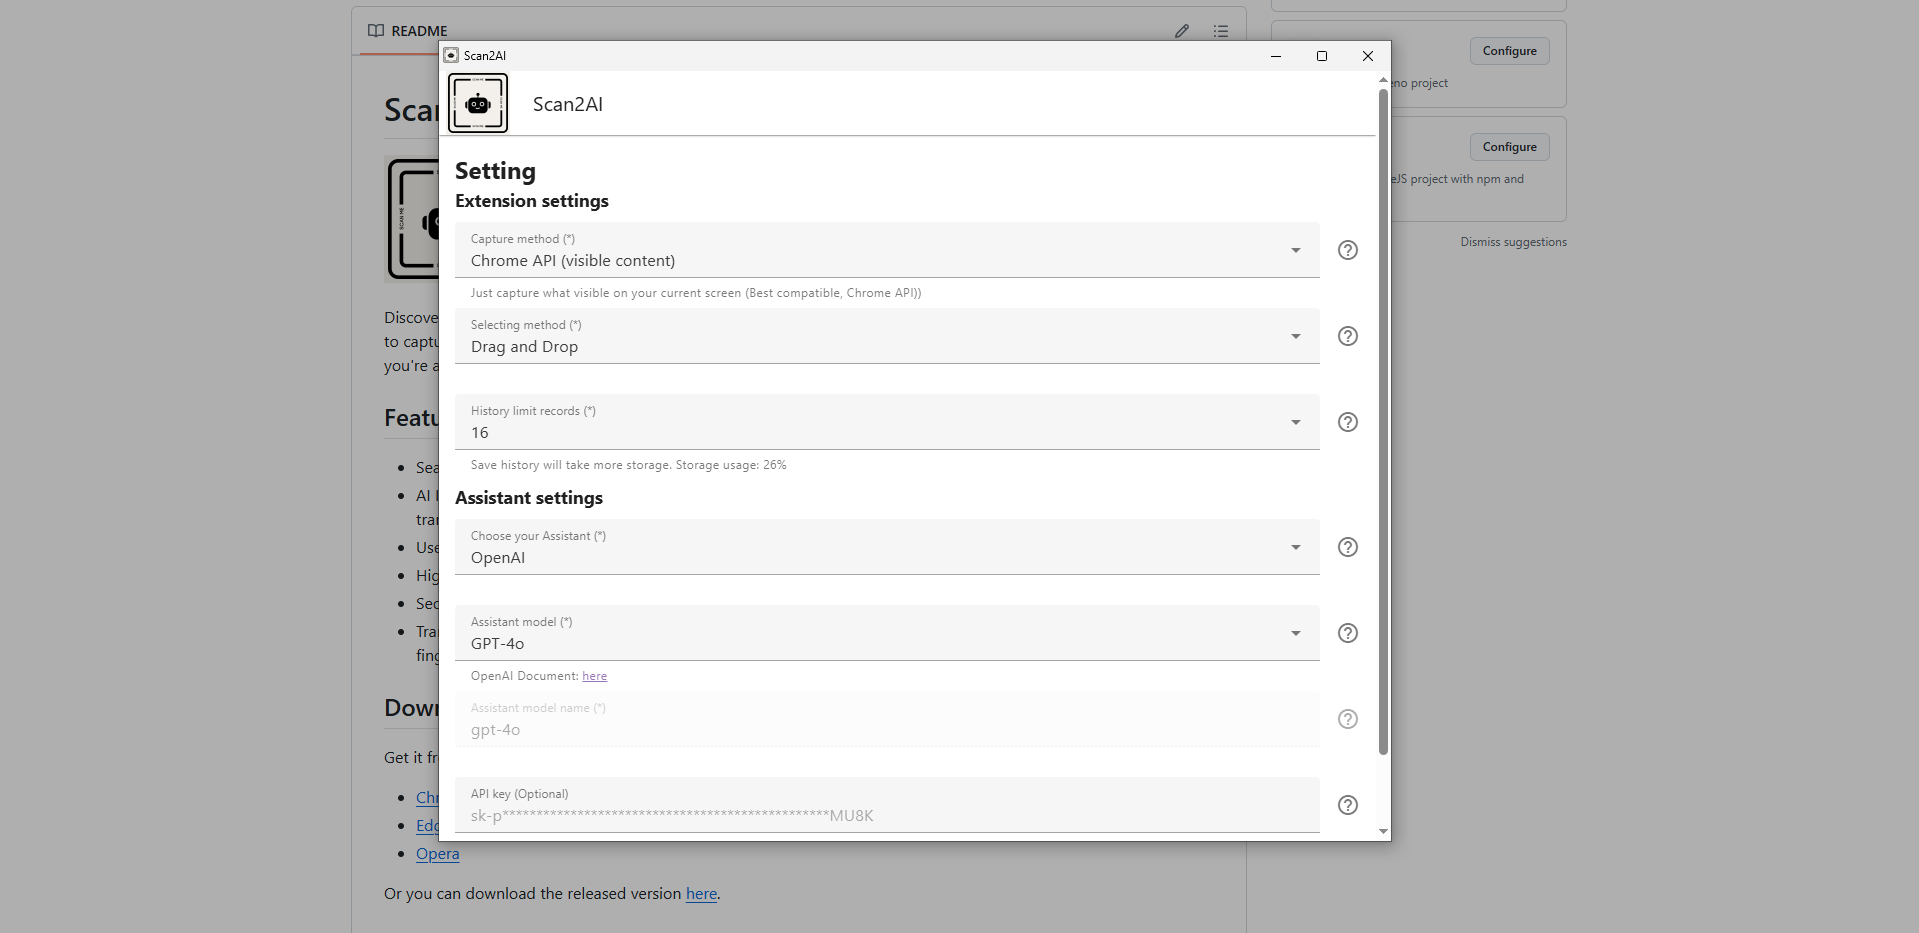 README
Scan2AI
Scan2AI
Setting
Extension settings
Capture method (*)
Chrome API (visible content)
Just capture what visible on your current screen (Best compatible, Chrome API))
Selecting method (*)
Drag and Drop
History limit records (*)
16
Save history will take more storage. Storage usage: 26%
Assistant settings
Choose your Assistant (*)
OpenAI
Assistant model (*)
GPT-4o
OpenAI Document: here
Assistant model name (*)
gpt-4o
API key (Optional)
sk-p************************************************MU8K
Scan
Discove
to captu
you're a
Featu
Sea
AI
trar
Use
Hig
Sec
Trar
fing
Down
Get it fr
Chr
Edg
Opera
Or you can download the released version here.
Configure
eno project
Configure
eJS project with npm and
Dismiss suggestions